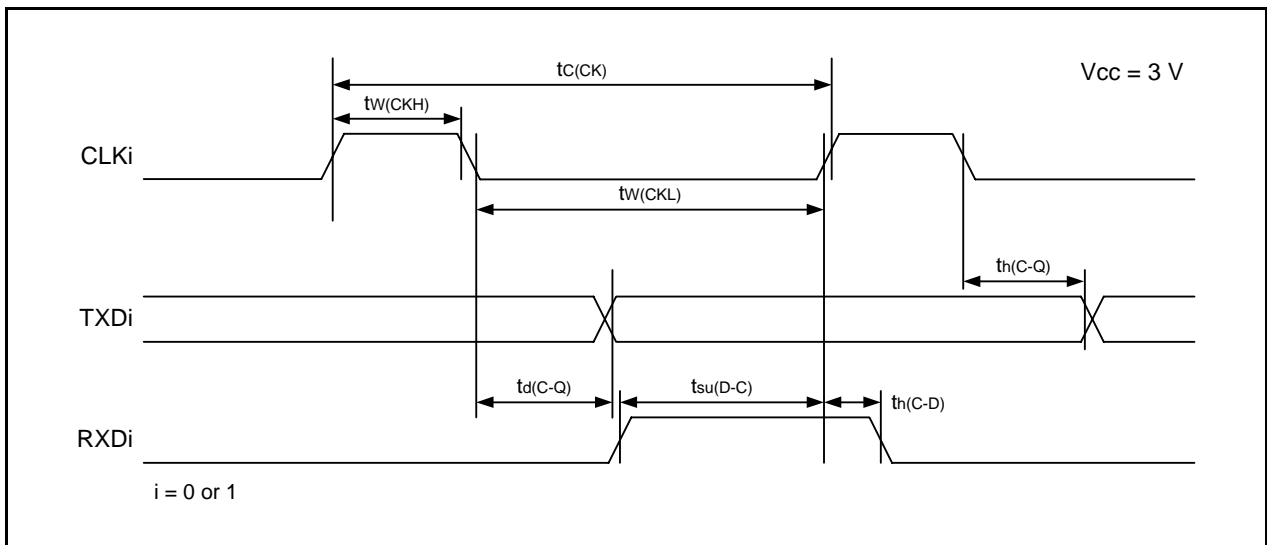 tC(CK)
Vcc = 3 V
tW(CKH)
CLKi
tW(CKL)
th(C-Q)
TXDi
td(C-Q)
tsu(D-C)
th(C-D)
RXDi
i = 0 or 1